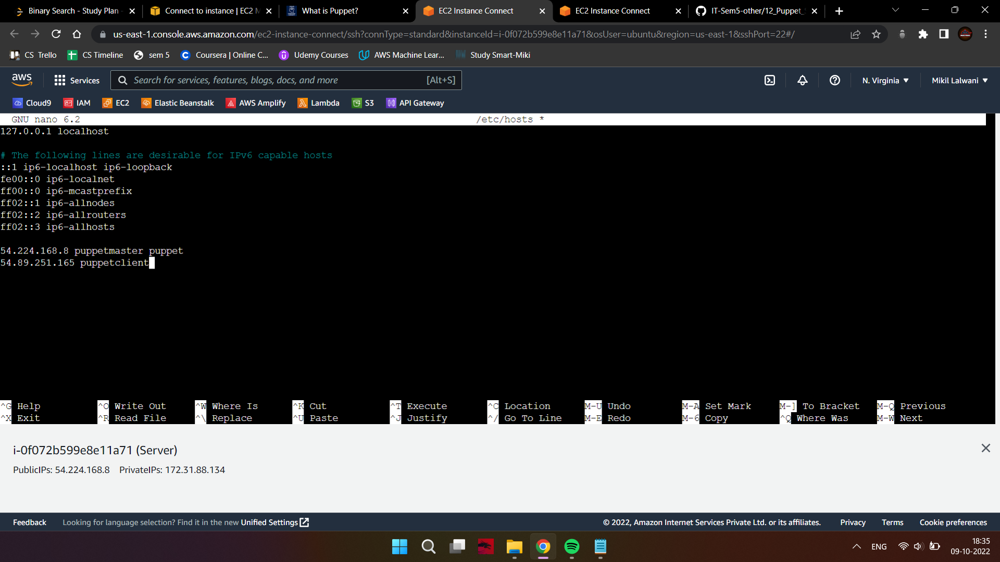 Binary Search - Study Plan -
Connect to instance | EC2 M
What is Puppet?
EC2 Instance Connect
EC2 Instance Connect
IT-Sem5-other/12_Puppet_
us-east-1.console.aws.amazon.com/ec2-instance-connect/ssh?connType=standard&instanceId=i-0f072b599e8e11a71&osUser=ubuntu&region=us-east-1&sshPort=22#/
CS Trello
CS Timeline
sem 5
Coursera | Online C...
Udemy Courses
AWS Machine Lear...
Study Smart-Miki
aws
Services
Search for services, features, blogs, docs, and more
[Alt+S]
N. Virginia
Mikil Lalwani
Cloud9
IAM
EC2
Elastic Beanstalk
AWS Amplify
Lambda
S3
API Gateway
GNU nano 6.2
/etc/hosts *
127.0.0.1 localhost
# The following lines are desirable for IPv6 capable hosts
::1 ip6-localhost ip6-loopback
fe00::0 ip6-localnet
ff00::0 ip6-mcastprefix
ff02::1 ip6-allnodes
ff02::2 ip6-allrouters
ff02::3 ip6-allhosts
54.224.168.8 puppetmaster puppet
54.89.251.165 puppetclient
^G Help ^O Write Out ^W Where Is ^K Cut ^T Execute ^C Location M-U Undo M-A Set Mark M-] To Bracket M-Q Previous
^X Exit ^R Read File ^\ Replace ^U Paste ^J Justify ^/ Go To Line M-E Redo M-6 Copy ^Q Where Was M-W Next
i-0f072b599e8e11a71 (Server)
PublicIPs: 54.224.168.8 PrivateIPs: 172.31.88.134
Feedback
Looking for language selection? Find it in the new Unified Settings
© 2022, Amazon Internet Services Private Ltd. or its affiliates.
Privacy
Terms
Cookie preferences
ENG
18:35
09-10-2022